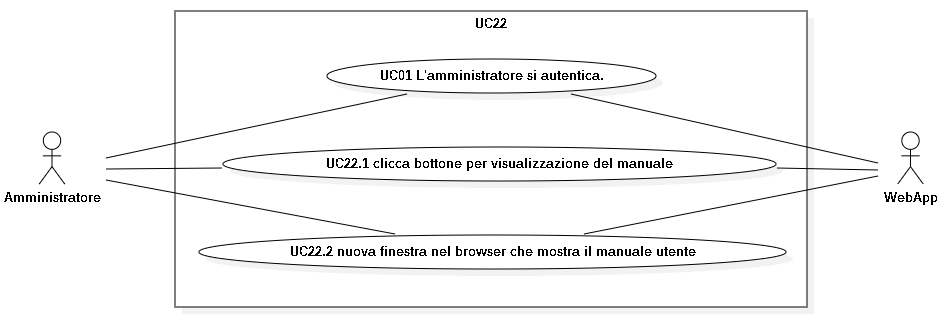 UC22
UC01 L'amministratore si autentica.
UC22.1 clicca bottone per visualizzazione del manuale
Amministratore
WebApp
UC22.2 nuova finestra nel browser che mostra il manuale utente